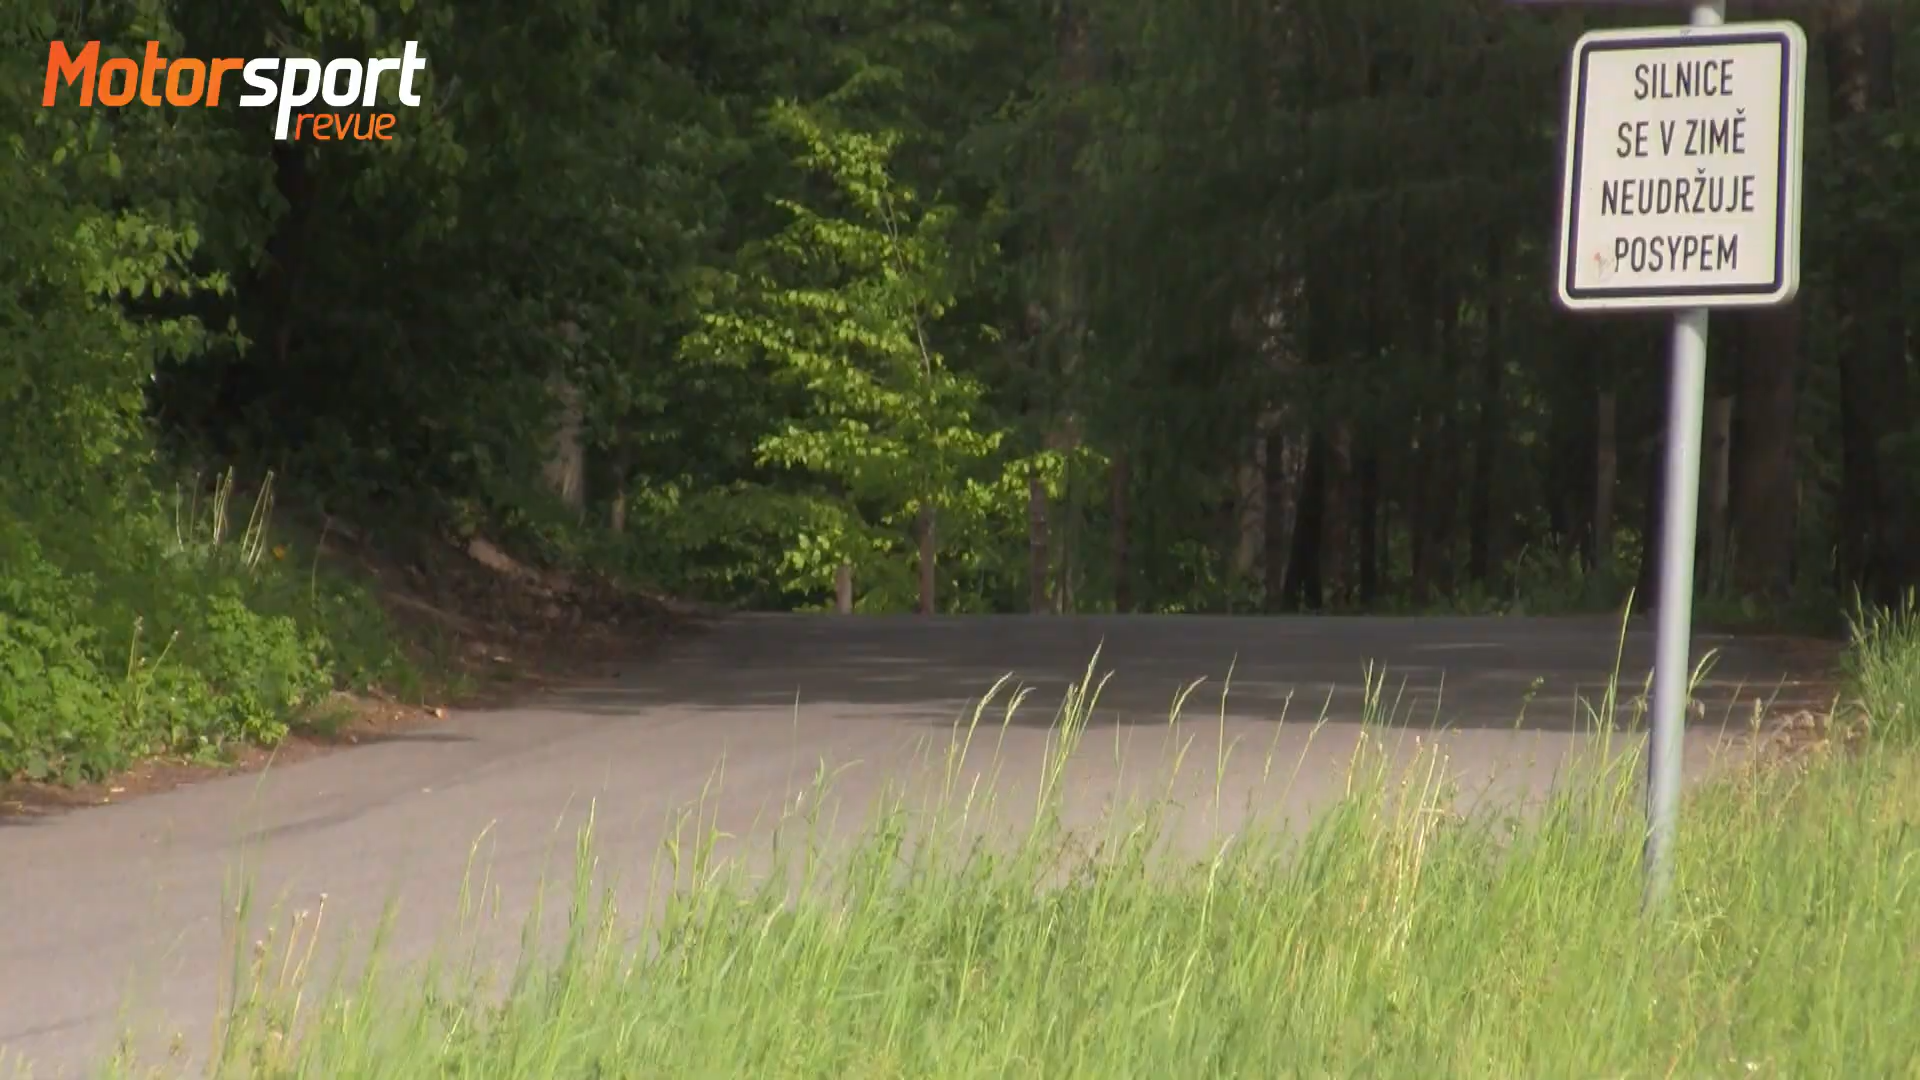 Motorsport
revue
SILNICE
SE V ZIMĚ
NEUDRŽUJE
POSYPEM